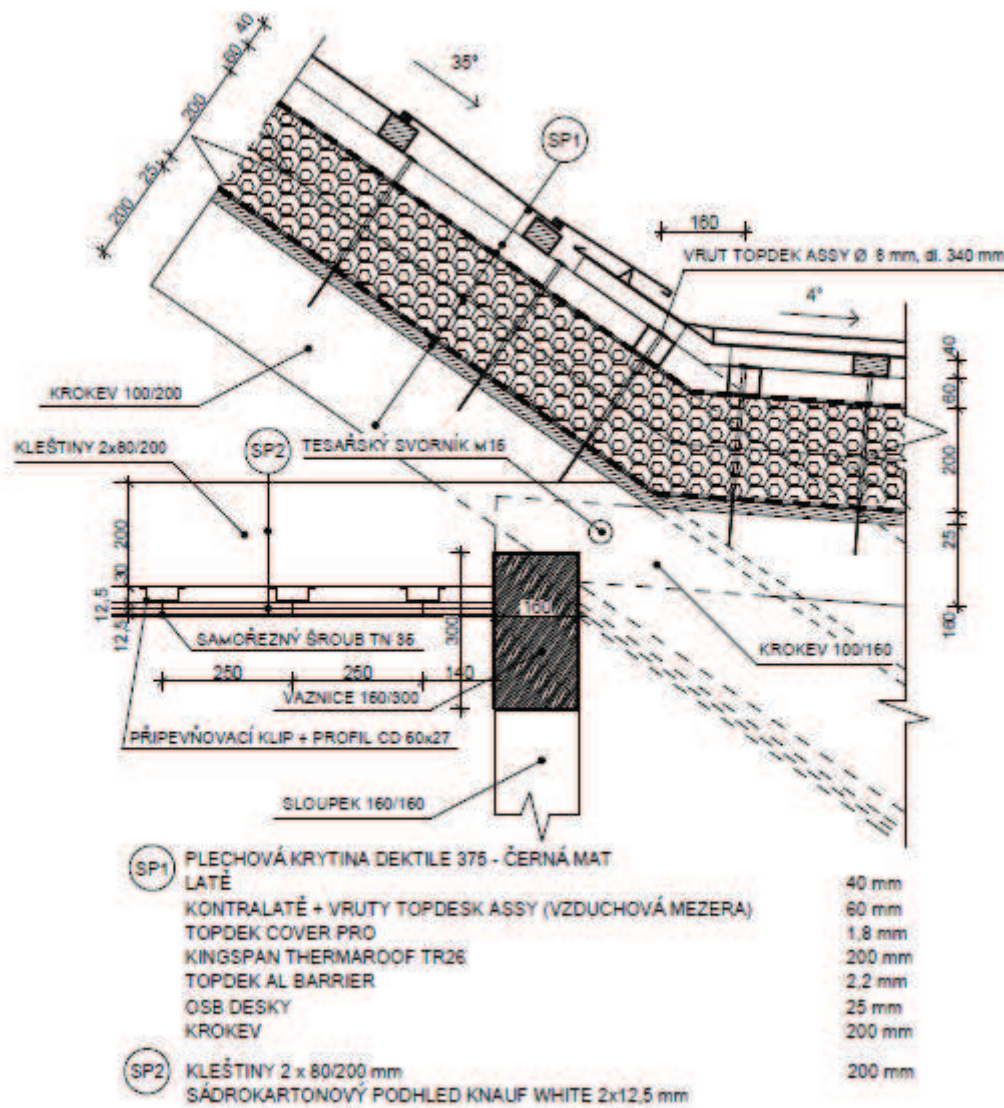 40
60
200
25
200
35°
SP1
160
VRUT TOPDEK ASSY Ø 8 mm, dl. 340 mm
4°
40
60
200
25
160
KROKEV 100/200
KLEŠTINY 2x80/200
SP2
TESAŘSKÝ SVORNÍK M16
200
30
12,5
12,5
160
300
SAMOŘEZNÝ ŠROUB TN 35
KROKEV 100/160
250
250
140
VAZNICE 160/300
PŘIPEVŇOVACÍ KLIP + PROFIL CD 60x27
SLOUPEK 160/160
SP1 PLECHOVÁ KRYTINA DEKTILE 375 - ČERNÁ MAT
LATĚ 40 mm
KONTRALATĚ + VRUTY TOPDESK ASSY (VZDUCHOVÁ MEZERA) 60 mm
TOPDEK COVER PRO 1,8 mm
KINGSPAN THERMAROOF TR26 200 mm
TOPDEK AL BARRIER 2,2 mm
OSB DESKY 25 mm
KROKEV 200 mm
SP2 KLEŠTINY 2 x 80/200 mm 200 mm
SÁDROKARTONOVÝ PODHLED KNAUF WHITE 2x12,5 mm